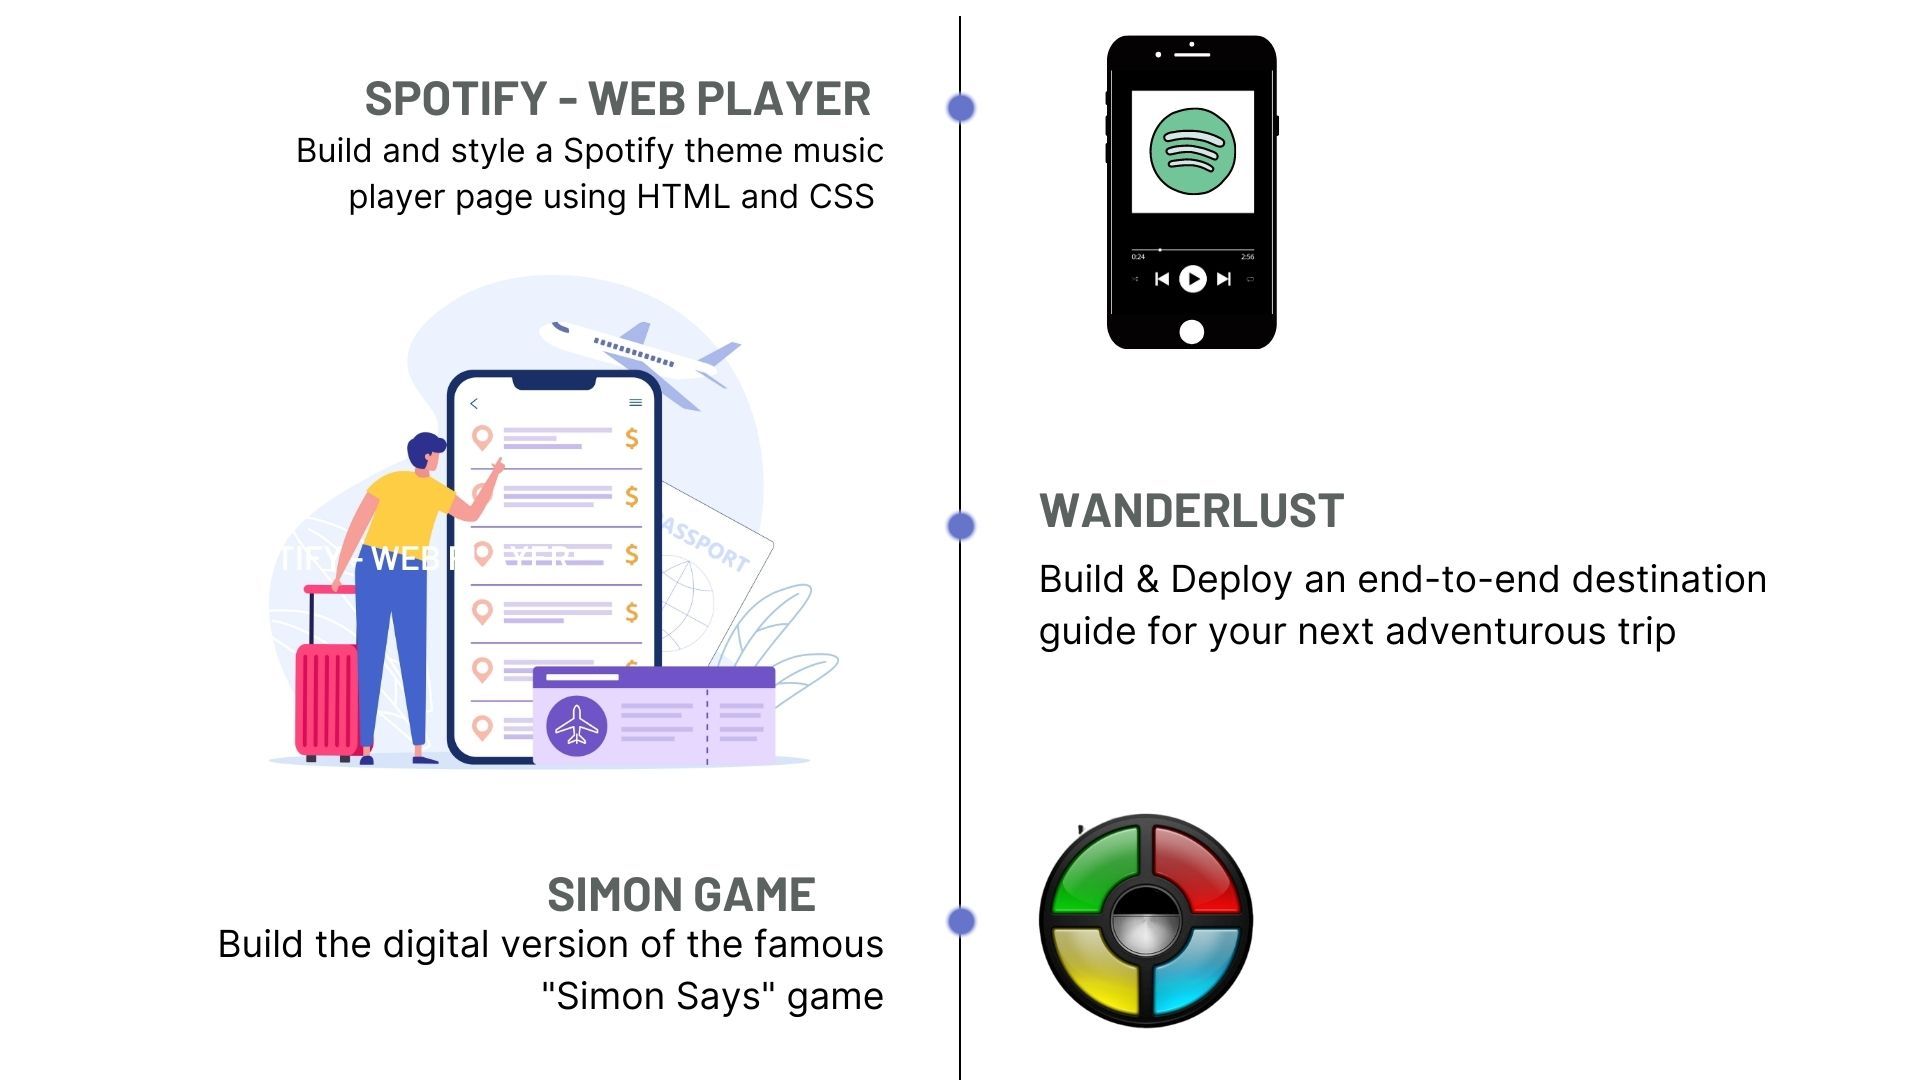 SPOTIFY - WEB PLAYER
Build and style a Spotify theme music
player page using HTML and CSS
0:24 2:56
$
$
ASSPORT
TIFY - WEB P YER
$
$
WANDERLUST
Build & Deploy an end-to-end destination
guide for your next adventurous trip
SIMON GAME
Build the digital version of the famous
"Simon Says" game